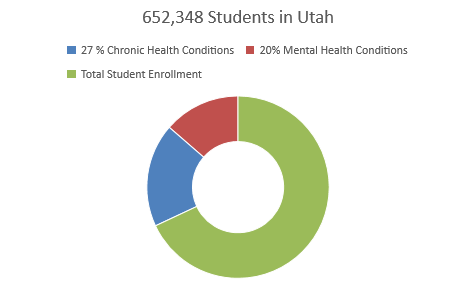 652,348 Students in Utah
27 % Chronic Health Conditions 20% Mental Health Conditions
Total Student Enrollment